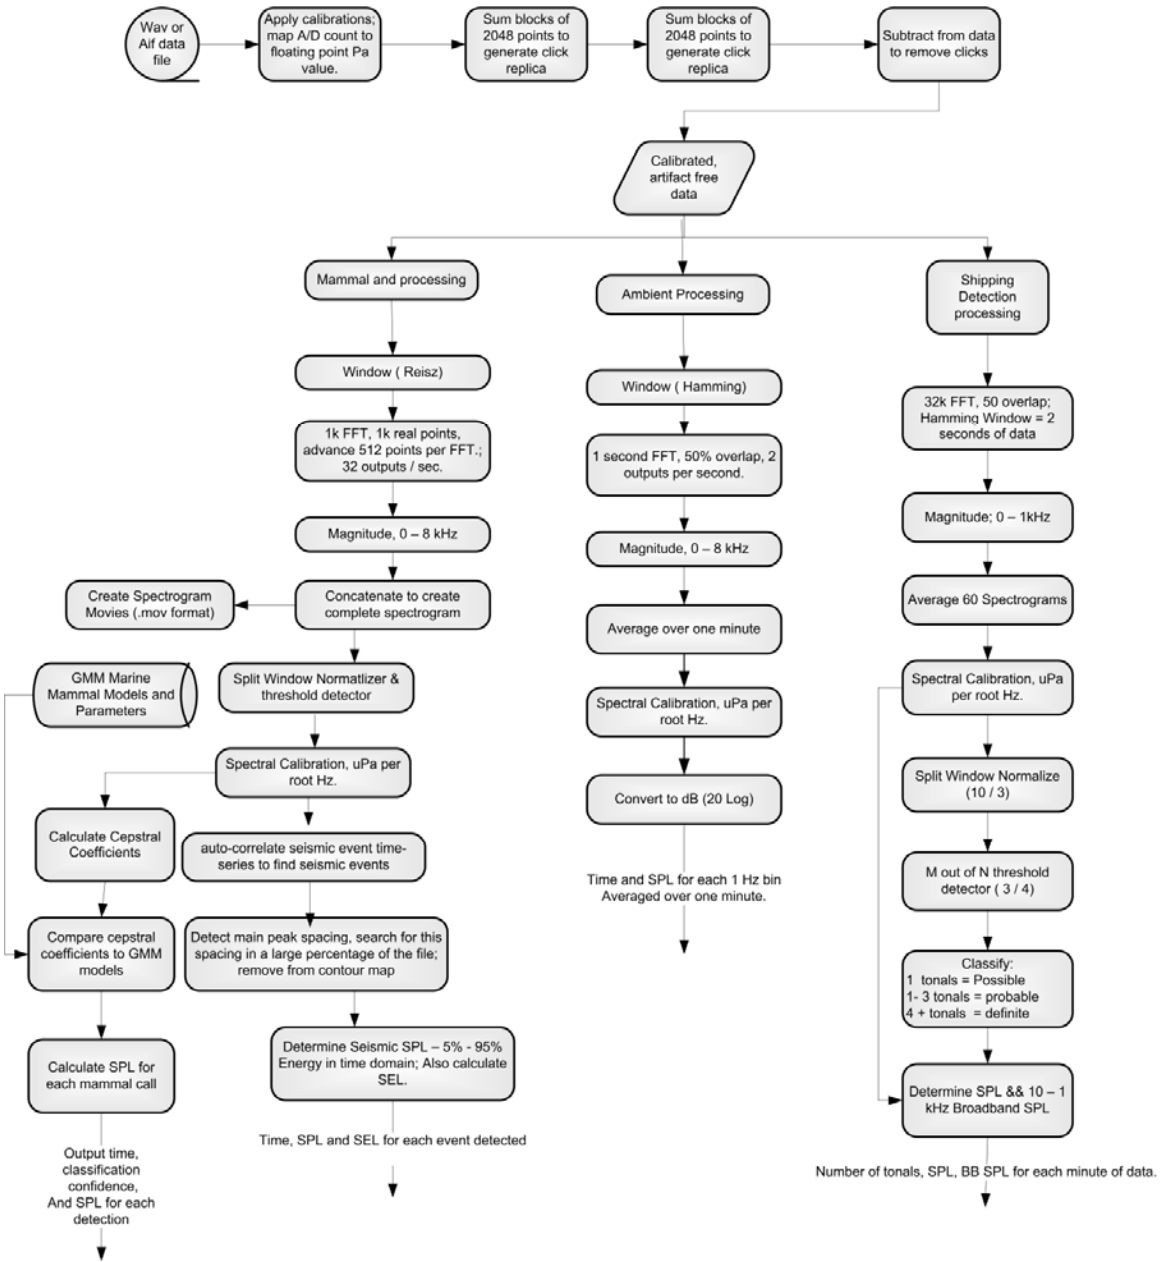 Wav or
Aif data
file
Apply calibrations;
map A/D count to
floating point Pa
value.
Sum blocks of
2048 points to
generate click
replica
Sum blocks of
2048 points to
generate click
replica
Subtract from data
to remove clicks
Calibrated,
artifact free
data
Mammal and processing
Window ( Reisz)
1k FFT, 1k real points,
advance 512 points per FFT.;
32 outputs / sec.
Magnitude, 0 – 8 kHz
Concatenate to create
complete spectrogram
Create Spectrogram
Movies (.mov format)
GMM Marine
Mammal Models and
Parameters
Split Window Normatlizer &
threshold detector
Spectral Calibration, uPa per
root Hz.
Calculate Cepstral
Coefficients
auto-correlate seismic event time-
series to find seismic events
Compare cepstral
coefficients to GMM
models
Detect main peak spacing, search for this
spacing in a large percentage of the file;
remove from contour map
Calculate SPL for
each mammal call
Determine Seismic SPL – 5% - 95%
Energy in time domain; Also calculate
SEL.
Output time,
classification
confidence,
And SPL for each
detection
Time, SPL and SEL for each event detected
Ambient Processing
Window ( Hamming)
1 second FFT, 50% overlap, 2
outputs per second.
Magnitude, 0 – 8 kHz
Average over one minute
Spectral Calibration, uPa per
root Hz.
Convert to dB (20 Log)
Time and SPL for each 1 Hz bin
Averaged over one minute.
Shipping
Detection
processing
32k FFT, 50 overlap;
Hamming Window = 2
seconds of data
Magnitude; 0 – 1kHz
Average 60 Spectrograms
Spectral Calibration, uPa
per root Hz.
Split Window Normalize
(10 / 3)
M out of N threshold
detector ( 3 / 4)
Classify:
1 tonals = Possible
1- 3 tonals = probable
4 + tonals = definite
Determine SPL && 10 – 1
kHz Broadband SPL
Number of tonals, SPL, BB SPL for each minute of data.